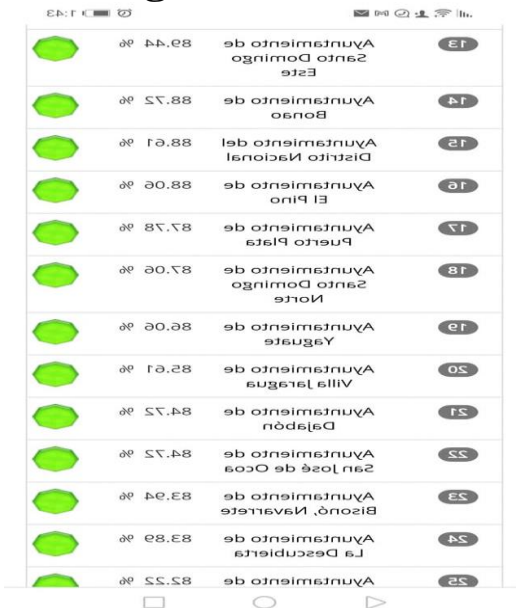 1:43
13 Ayuntamiento de 89.44 %
Santo Domingo
Este
14 Ayuntamiento de 88.72 %
Bonao
15 Ayuntamiento del 88.61 %
Distrito Nacional
16 Ayuntamiento de 88.06 %
El Pino
17 Ayuntamiento de 87.78 %
Puerto Plata
18 Ayuntamiento de 87.06 %
Santo Domingo
Norte
19 Ayuntamiento de 86.06 %
Yaguate
20 Ayuntamiento de 85.61 %
Villa Jaragua
21 Ayuntamiento de 84.72 %
Dajabón
22 Ayuntamiento de 84.72 %
San José de Ocoa
23 Ayuntamiento de 83.94 %
Bisonó, Navarrete
24 Ayuntamiento de 83.89 %
La Descubierta
25 Ayuntamiento de 82.22 %